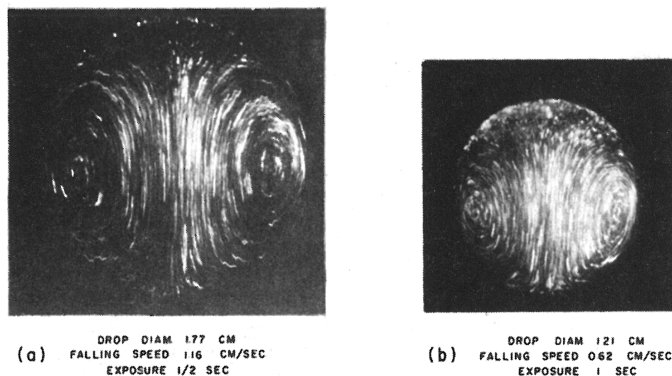 (a) DROP DIAM 1.77 CM
FALLING SPEED 1.16 CM/SEC
EXPOSURE 1/2 SEC
(b) DROP DIAM 1.21 CM
FALLING SPEED 0.62 CM/SEC
EXPOSURE 1 SEC